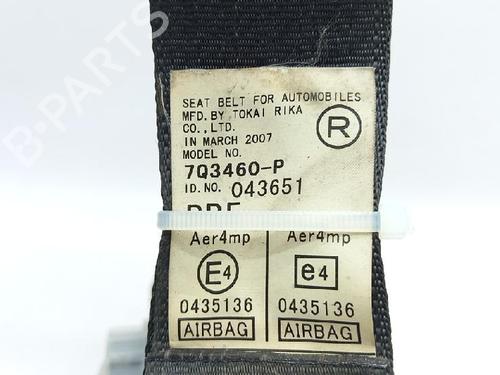 SEAT BELT FOR AUTOMOBILES
MFD. BY TOKAI RIKA
CO., LTD.
IN MARCH 2007
MODEL NO.
7Q3460-P
ID. NO. 043651
R
Aer4mp Aer4mp
E4 e4
0435136 0435136
AIRBAG AIRBAG
B-PARTS